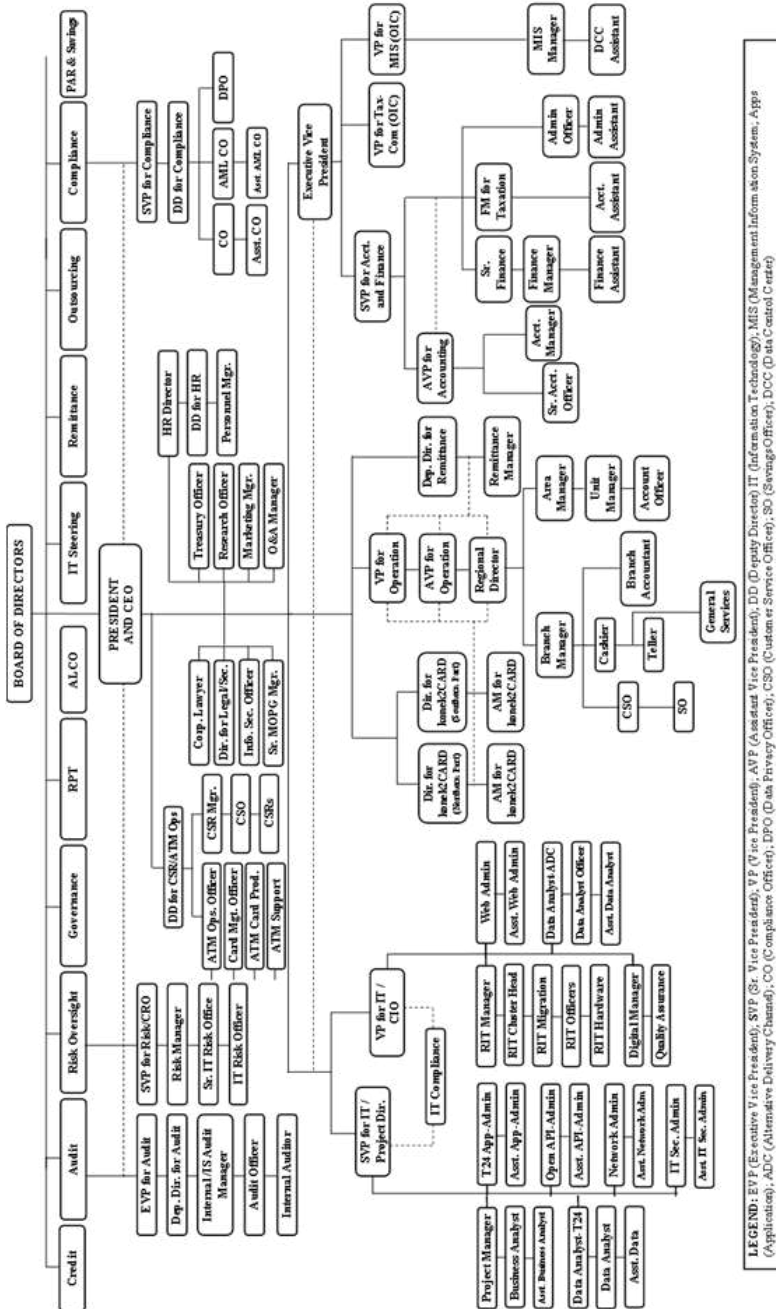 BOARD OF DIRECTORS
Credit
Audit
Risk Oversight
Governance
RPT
ALCO
IT Steering
Remittance
Outsourcing
Compliance
PAR & Savings
PRESIDENT
AND CEO
EVP for Audit
Dep. Dir. for Audit
Internal /IS Audit
Manager
Audit Officer
Internal Auditor
SVP for Risk/CRO
Risk Manager
Sr. IT Risk Office
IT Risk Officer
DD for CSR/ATM Ops
ATM Ops. Officer
Card Mgt. Officer
ATM Card Prod.
ATM Support
CSR Mgr.
CSO
CSRs
Corp. Lawyer
Dir. for Legal/Sec.
Info. Sec. Officer
Sr. MOPG Mgr.
Treasury Officer
Research Officer
Marketing Mgr.
O&A Manager
HR Director
DD for HR
Personnel Mgr.
SVP for Compliance
DD for Compliance
CO
AML CO
DPO
Asst. CO
Asst. AML CO
Executive Vice
President
SVP for IT /
Project Dir.
VP for IT /
CIO
IT Compliance
Project Manager
Business Analyst
Asst. Business Analyst
Data Analyst-T24
Data Analyst
Asst. Data
T24 App-Admin
Asst. App-Admin
Open API-Admin
Asst. API-Admin
Network Admin
Asst. Network Adm
IT Sec. Admin
Asst. IT Sec. Admin
RIT Manager
RIT Cluster Head
RIT Migration
RIT Officers
RIT Hardware
Digital Manager
Quality Assurance
Web Admin
Asst. Web Admin
Data Analyst-ADC
Data Analyst Officer
Asst. Data Analyst
Dir. for
konek2CARD
(Northern Part)
AM for
konek2CARD
Dir. for
konek2CARD
(Southern Part)
AM for
konek2CARD
VP for
Operation
AVP for
Operation
Regional
Director
Dep. Dir. for
Remittance
Remittance
Manager
Branch
Manager
CSO
SO
Cashier
Teller
Branch
Accountant
General
Services
Area
Manager
Unit
Manager
Account
Officer
SVP for Acct.
and Finance
VP for Tax-
Com (OIC)
VP for
MIS (OIC)
AVP for
Accounting
Sr. Acct.
Officer
Acct.
Manager
Sr.
Finance
Finance
Manager
Finance
Assistant
FM for
Taxation
Acct.
Assistant
Admin
Officer
Admin
Assistant
MIS
Manager
DCC
Assistant
LEGEND: EVP (Executive Vice President); SVP (Sr. Vice President); VP (Vice President); AVP (Assistant Vice President); DD (Deputy Director) IT (Information Technology); MIS (Management Information System; Apps
(Application); ADC (Alternative Delivery Channel); CO (Compliance Officer); DPO (Data Privacy Officer); CSO (Customer Service Officer); SO (Savings Officer); DCC (Data Control Center)